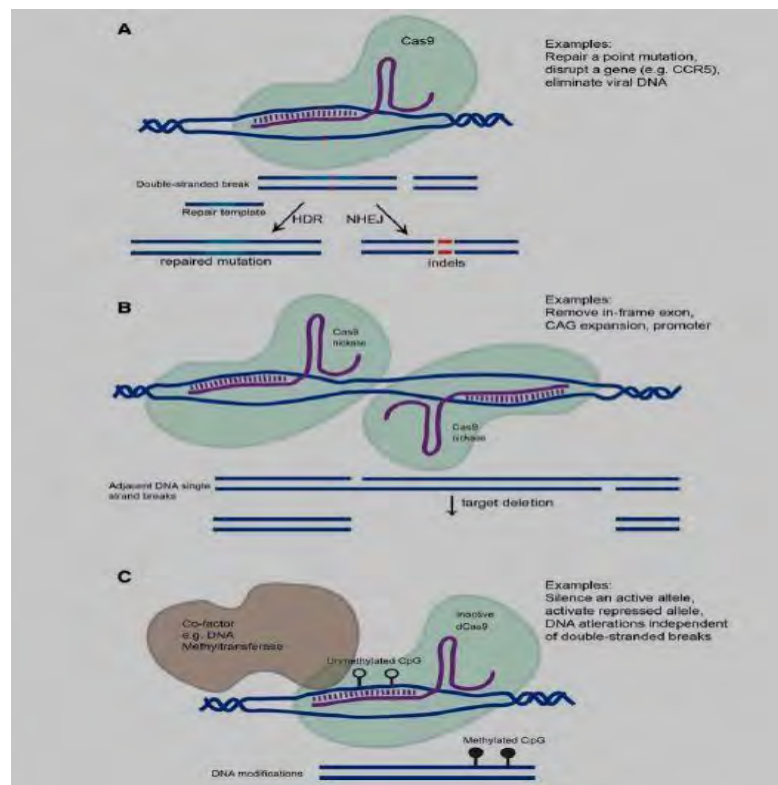 A
Cas9
Examples:
Repair a point mutation,
disrupt a gene (e.g. CCR5),
eliminate viral DNA
Double-stranded break
Repair template
HDR
NHEJ
repaired mutation
indels
B
Examples:
Remove in-frame exon,
CAG expansion, promoter
Cas9
nickase
Cas9
nickase
Adjacent DNA single
strand breaks
target deletion
C
Examples:
Silence an active allele,
activate repressed allele,
DNA atlerations independent
of double-stranded breaks
Co-factor
e.g. DNA
Methyltransferase
Inactive
dCas9
Unmethylated CpG
Methylated CpG
DNA modifications